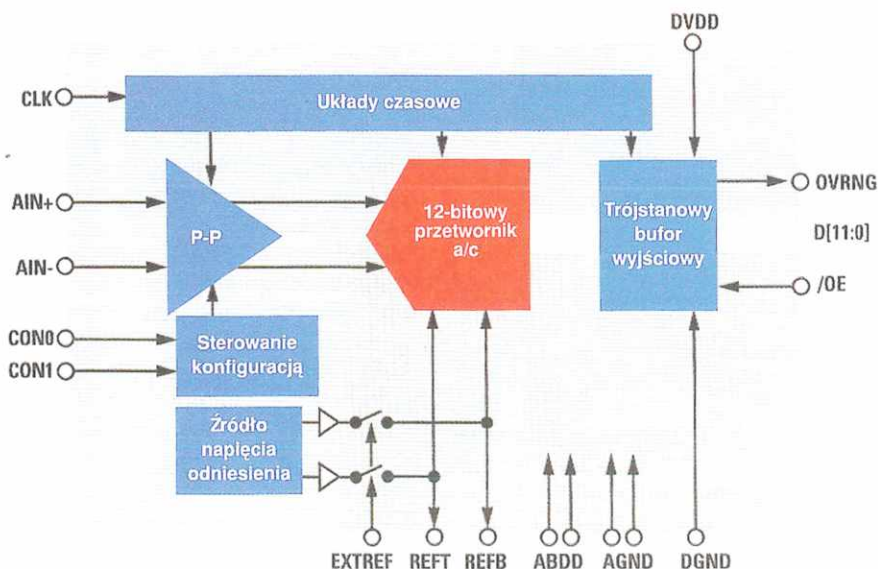 DVDD
CLK
Układy czasowe
AIN+
AIN-
P-P
12-bitowy
przetwornik
a/c
Trójstanowy
bufor
wyjściowy
OVRNG
D[11:0]
/OE
CON0
CON1
Sterowanie
konfiguracją
Źródło
napięcia
odniesienia
EXTREF
REFT
REFB
ABDD
AGND
DGND